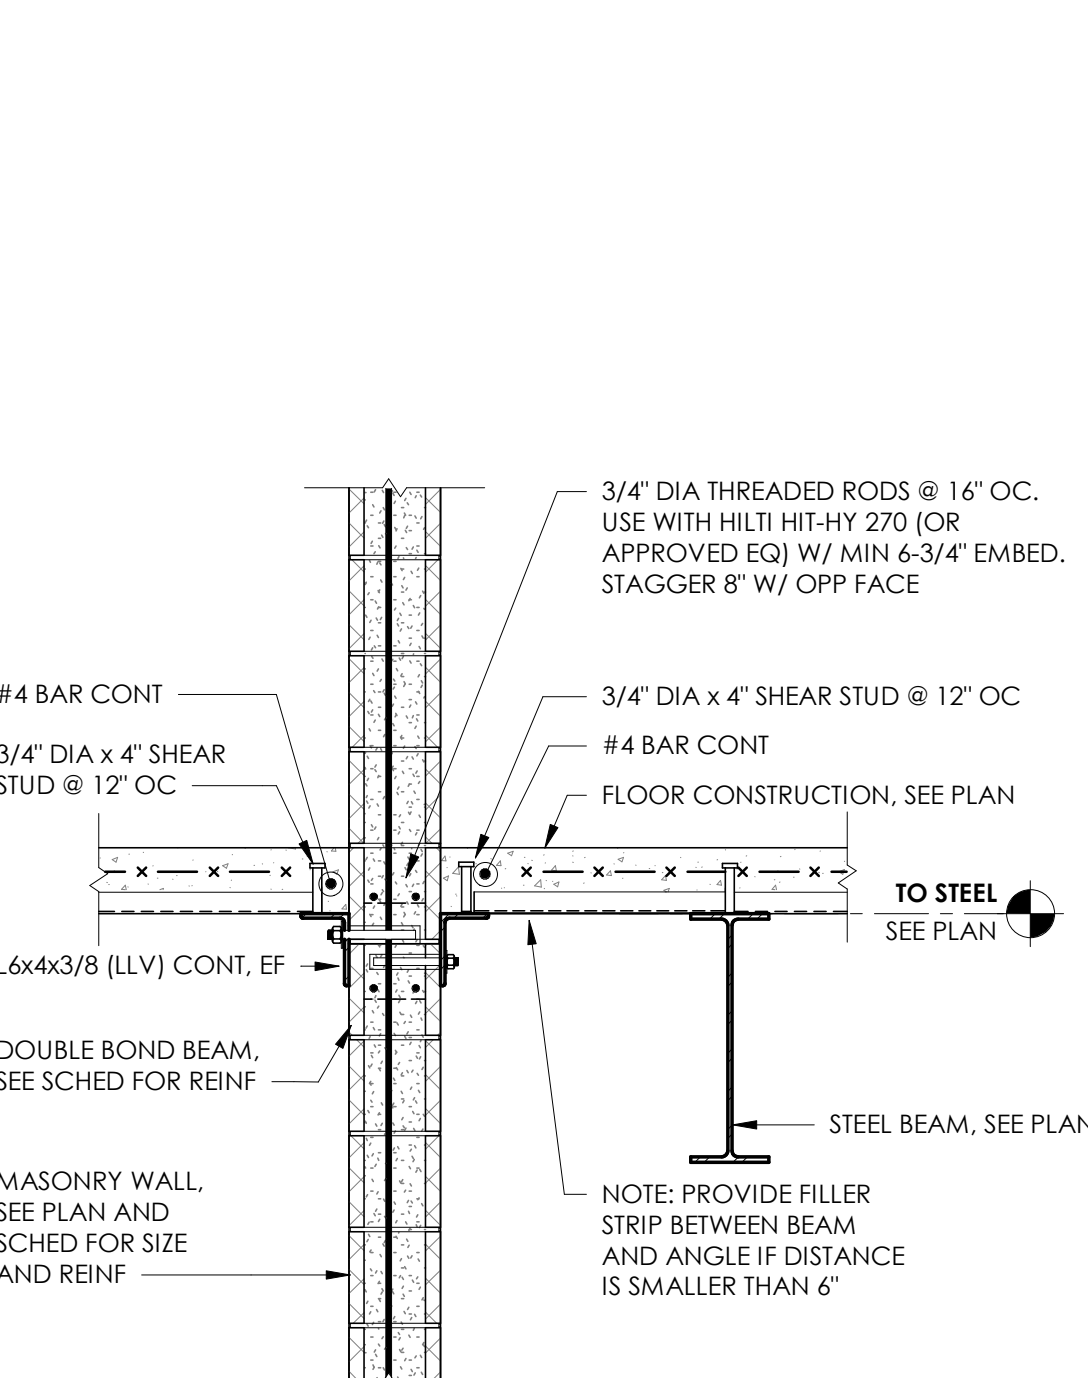 3/4" DIA THREADED RODS @ 16" OC.
USE WITH HILTI HIT-HY 270 (OR
APPROVED EQ) W/ MIN 6-3/4" EMBED.
STAGGER 8" W/ OPP FACE
#4 BAR CONT
3/4" DIA x 4" SHEAR
STUD @ 12" OC
3/4" DIA x 4" SHEAR STUD @ 12" OC
#4 BAR CONT
FLOOR CONSTRUCTION, SEE PLAN
TO STEEL
SEE PLAN
L6x4x3/8 (LLV) CONT, EF
DOUBLE BOND BEAM,
SEE SCHED FOR REINF
STEEL BEAM, SEE PLAN
MASONRY WALL,
SEE PLAN AND
SCHED FOR SIZE
AND REINF
NOTE: PROVIDE FILLER
STRIP BETWEEN BEAM
AND ANGLE IF DISTANCE
IS SMALLER THAN 6"